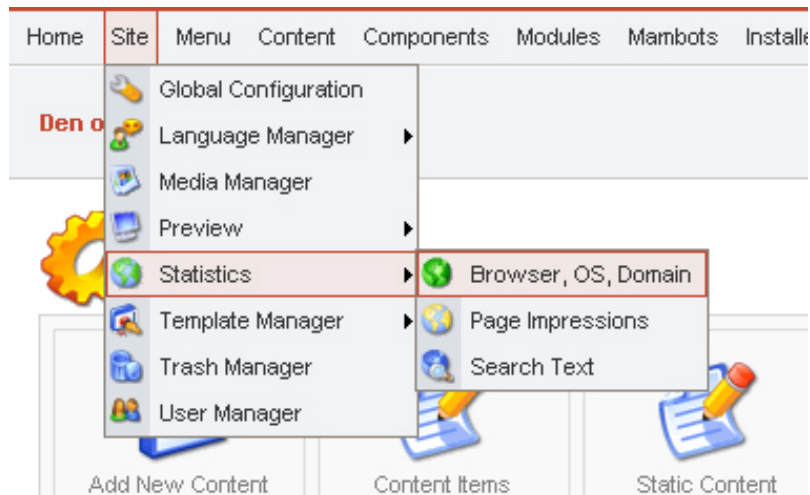 Home Site Menu Content Components Modules Mambots
Global Configuration
Den
Language Manager
Media Manager
Preview
Statistics
Browser, OS, Domain
Template Manager
Page Impressions
Trash Manager
Search Text
User Manager
Add New Content Content Items Static Content